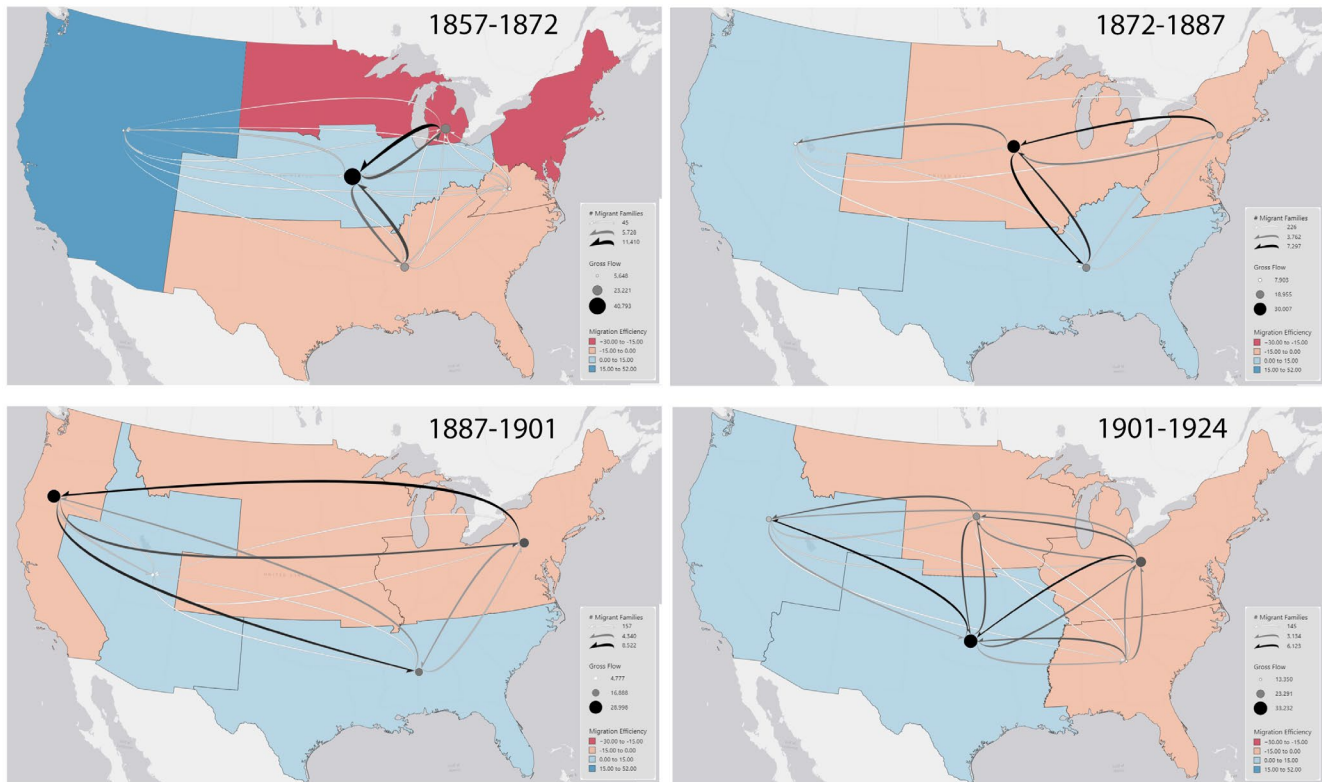 1857-1872
# Migrant Families
45
5.728
11.410
Gross Flow
5.648
23.221
40.793
Migration Efficiency
-30.00 to -15.00
-15.00 to 0.00
0.00 to 15.00
15.00 to 52.00
1872-1887
# Migrant Families
226
3.762
7.297
Gross Flow
7.903
18.955
30.007
Migration Efficiency
-30.00 to -15.00
-15.00 to 0.00
0.00 to 15.00
15.00 to 52.00
1887-1901
# Migrant Families
157
4.340
8.522
Gross Flow
4.777
16.888
28.998
Migration Efficiency
-30.00 to -15.00
-15.00 to 0.00
0.00 to 15.00
15.00 to 52.00
1901-1924
# Migrant Families
145
3.134
6.123
Gross Flow
13.350
23.291
33.232
Migration Efficiency
-30.00 to -15.00
-15.00 to 0.00
0.00 to 15.00
15.00 to 52.00